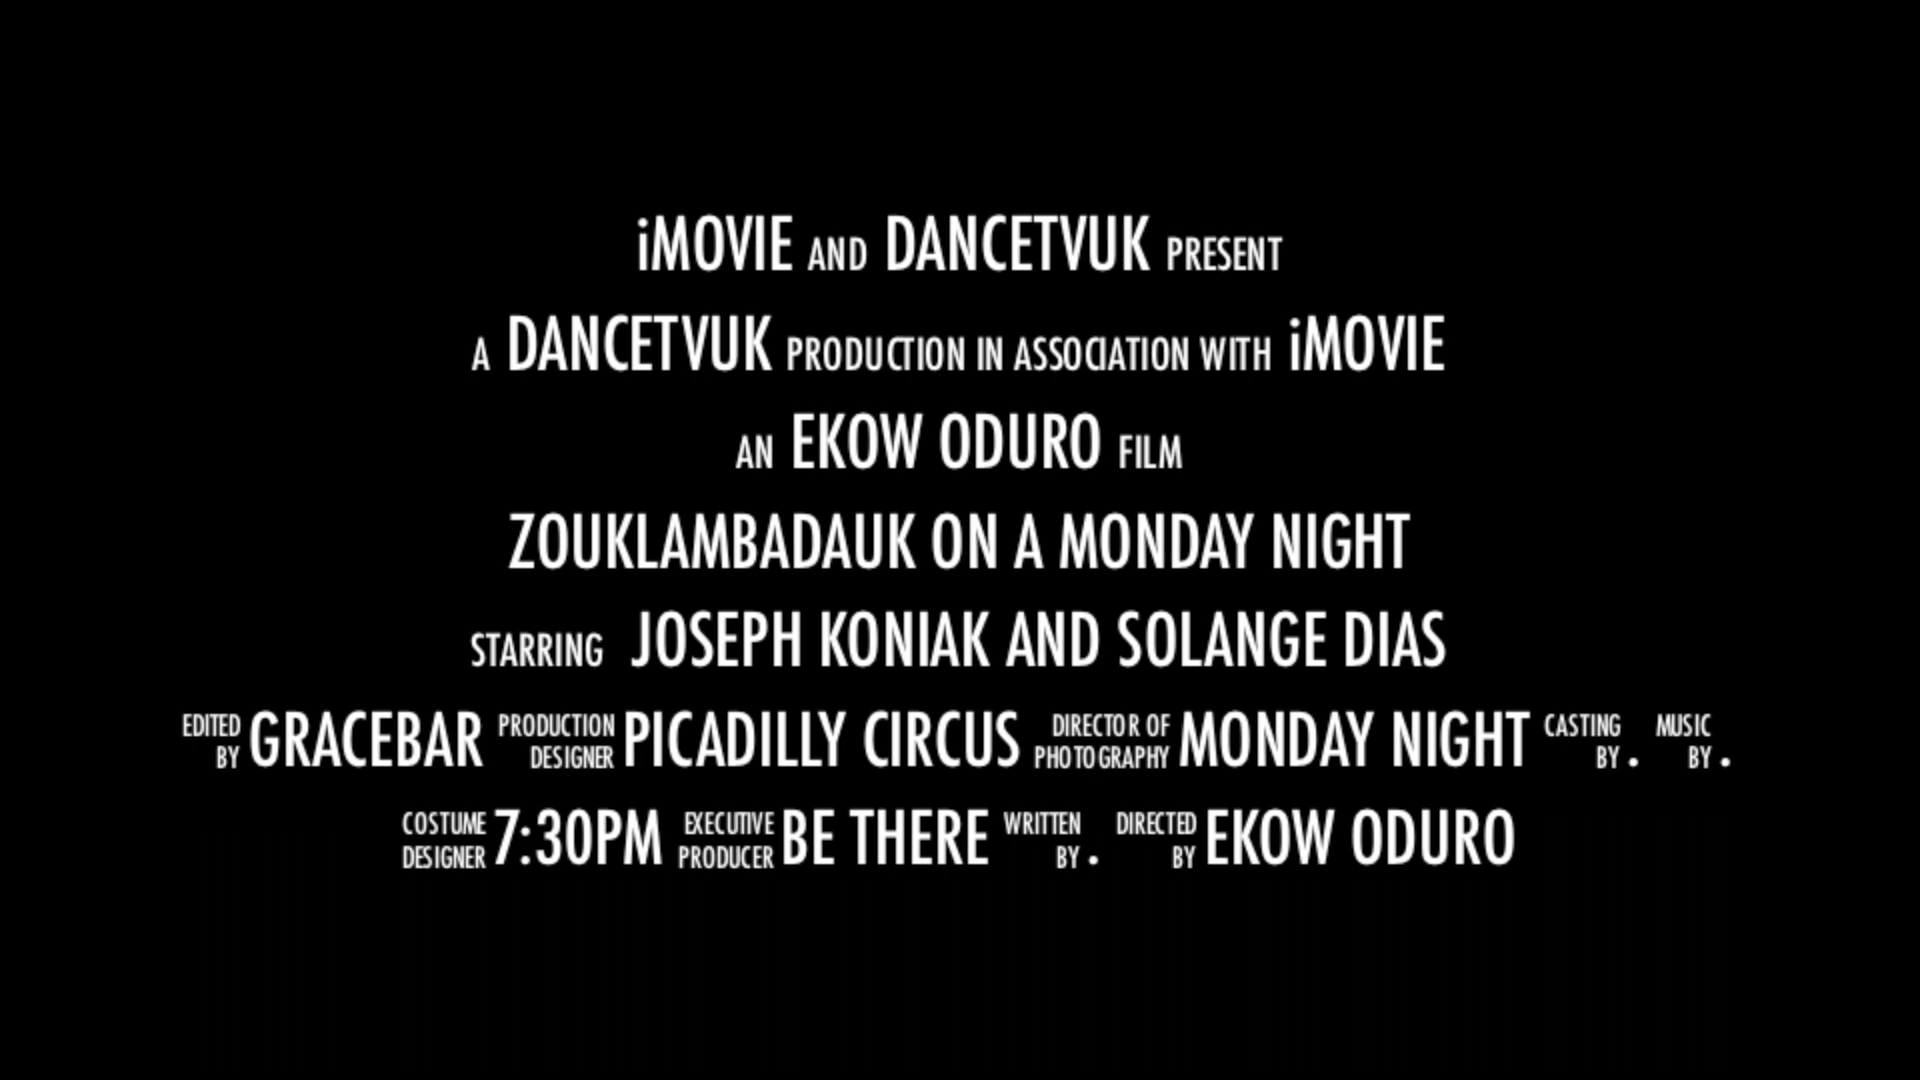 iMOVIE AND DANCETVUK PRESENT
A DANCETVUK PRODUCTION IN ASSOCIATION WITH iMOVIE
AN EKOW ODURO FILM
ZOUKLAMBADAUK ON A MONDAY NIGHT
STARRING JOSEPH KONIAK AND SOLANGE DIAS
EDITED BY GRACEBAR PRODUCTION DESIGNER PICADILLY CIRCUS DIRECTOR OF PHOTOGRAPHY MONDAY NIGHT CASTING BY . MUSIC BY .
COSTUME DESIGNER 7:30PM EXECUTIVE PRODUCER BE THERE WRITTEN BY . DIRECTED BY EKOW ODURO